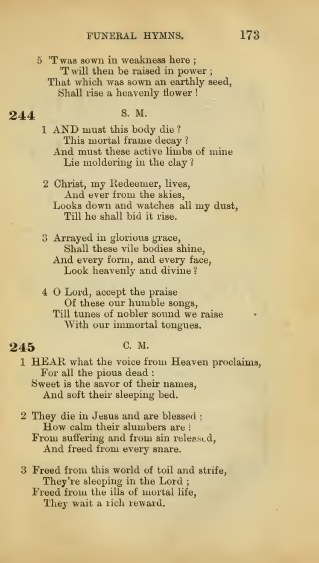 FUNERAL HYMNS. 173
5 'Twas sown in weakness here ;
'T will then be raised in power ;
That which was sown an earthly seed,
Shall rise a heavenly flower !
244 S. M.
1 AND must this body die ?
This mortal frame decay ?
And must these active limbs of mine
Lie moldering in the clay ?
2 Christ, my Redeemer, lives,
And ever from the skies,
Looks down and watches all my dust,
Till he shall bid it rise.
3 Arrayed in glorious grace,
Shall these vile bodies shine,
And every form, and every face,
Look heavenly and divine ?
4 O Lord, accept the praise
Of these our humble songs,
Till tunes of nobler sound we raise
With our immortal tongues.
245 C. M.
1 HEAR what the voice from Heaven proclaims,
For all the pious dead :
Sweet is the savor of their names,
And soft their sleeping bed.
2 They die in Jesus and are blessed ;
How calm their slumbers are !
From suffering and from sin released,
And freed from every snare.
3 Freed from this world of toil and strife,
They're sleeping in the Lord ;
Freed from the ills of mortal life,
They wait a rich reward.